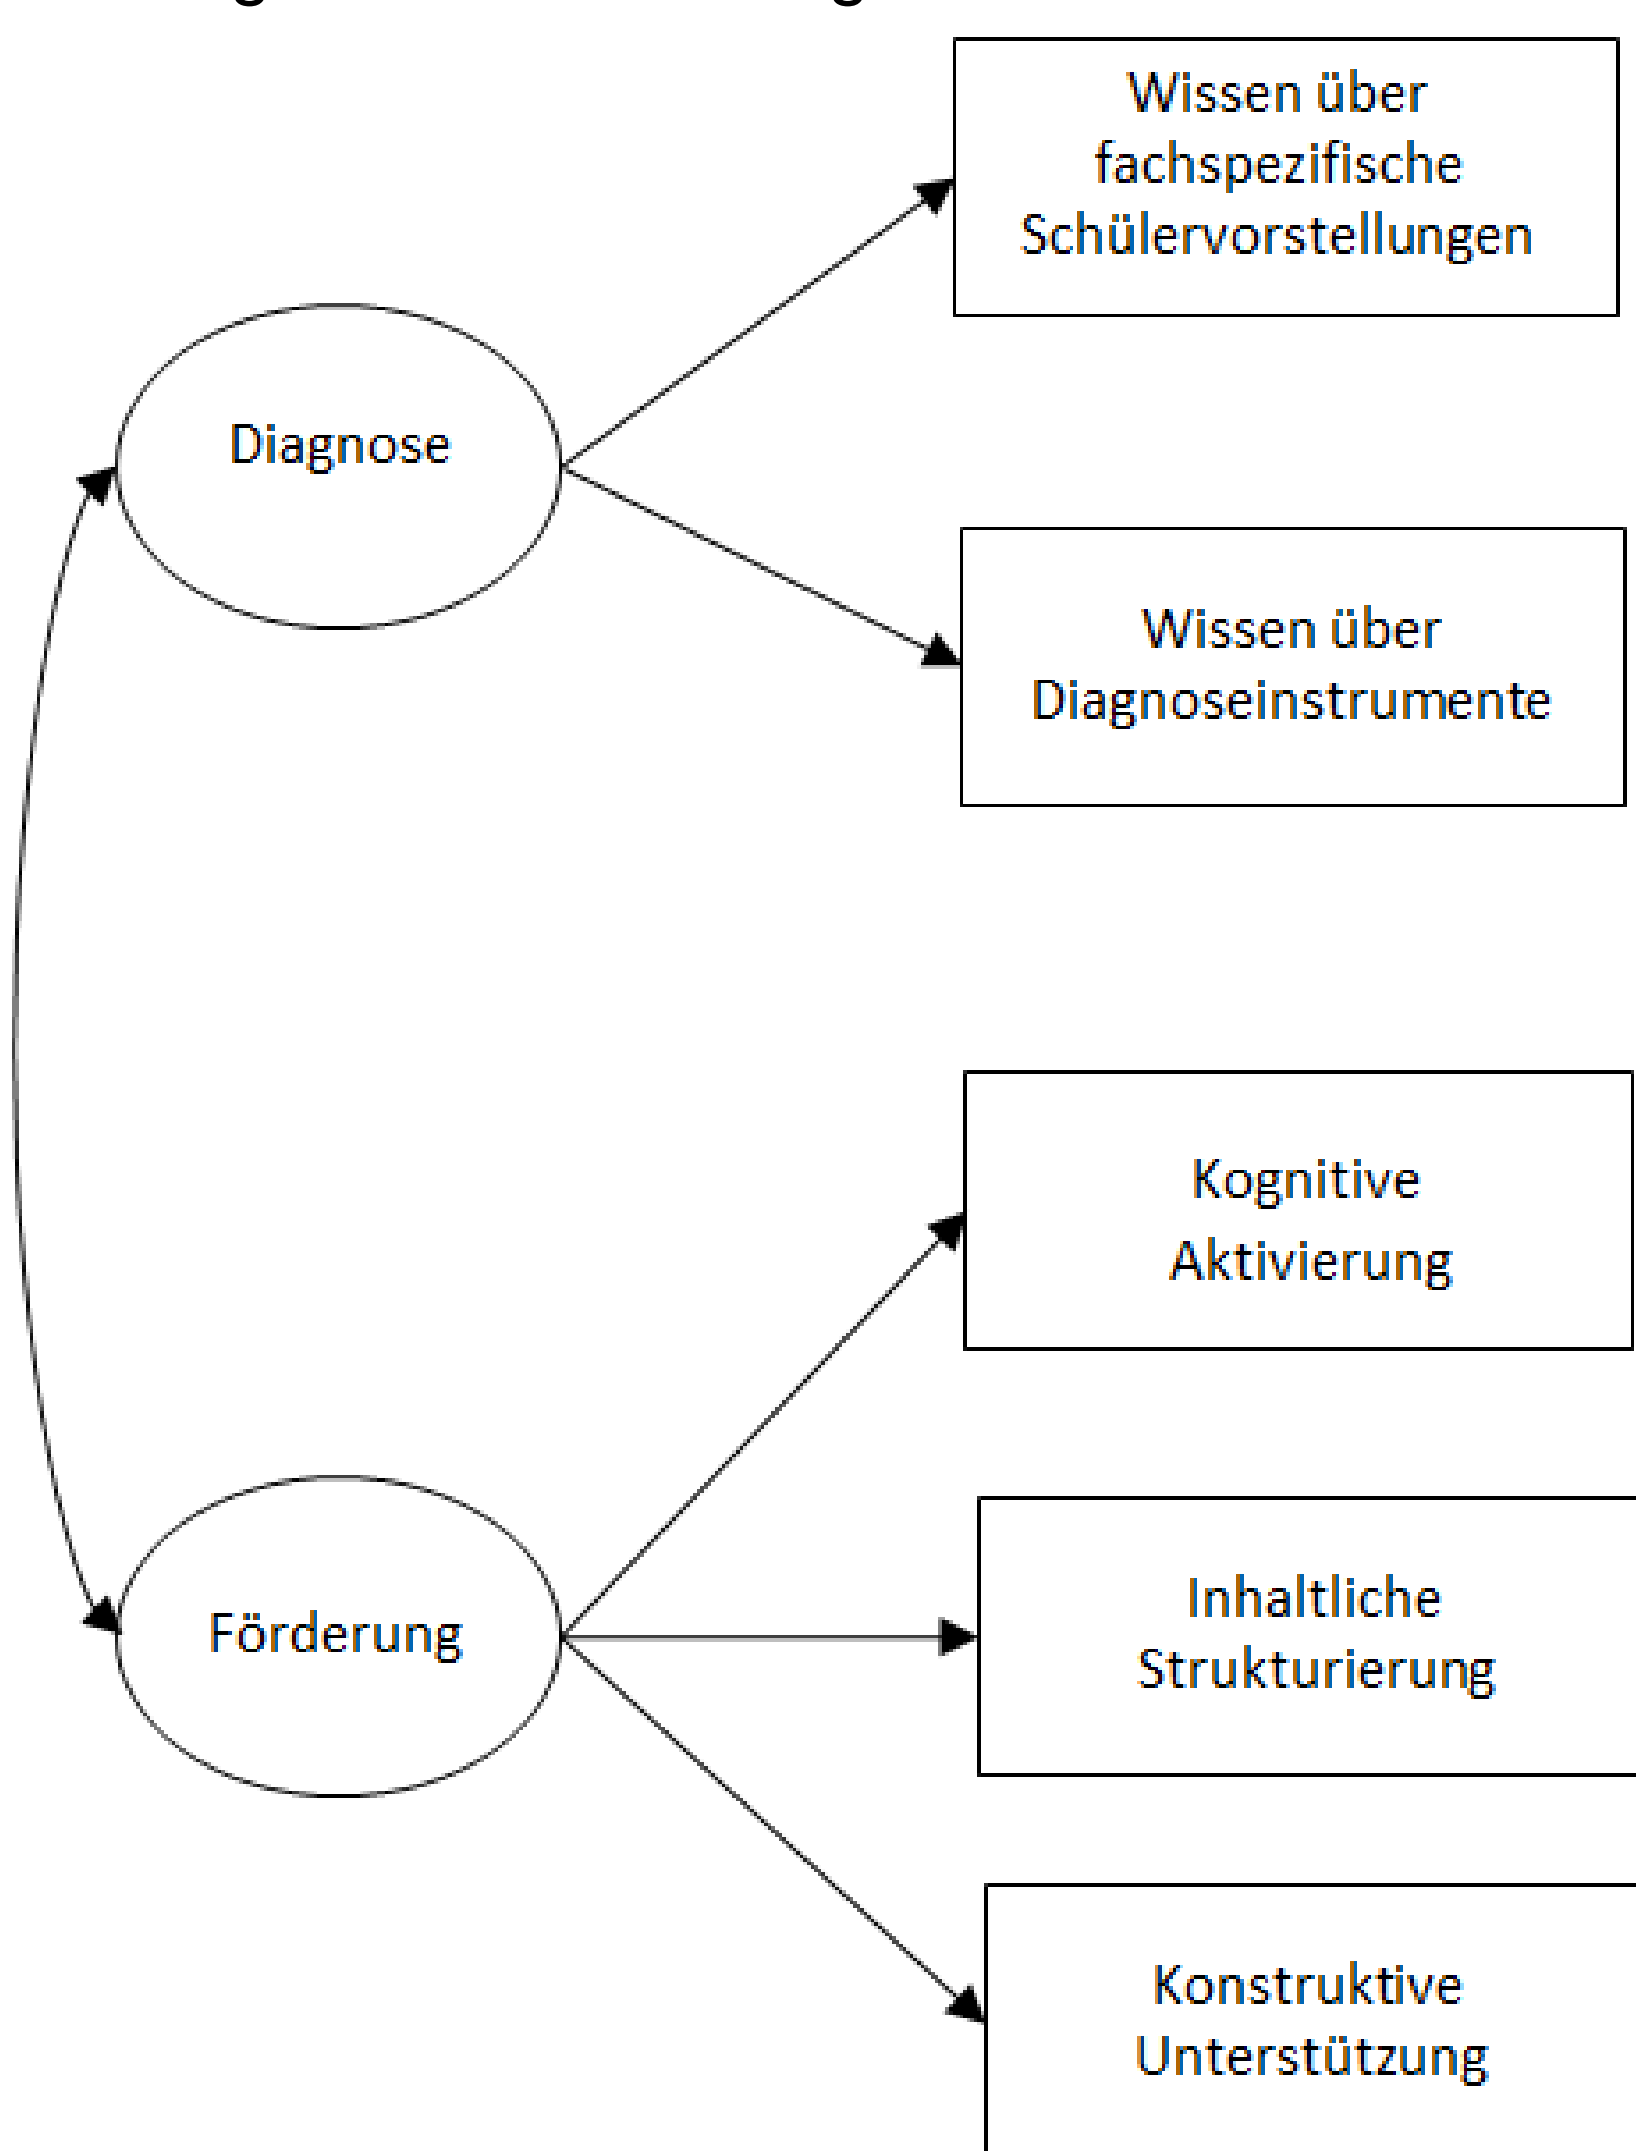 Wissen über
fachspezifische
Schülervorstellungen
Diagnose
Wissen über
Diagnoseinstrumente
Kognitive
Aktivierung
Förderung
Inhaltliche
Strukturierung
Konstruktive
Unterstützung